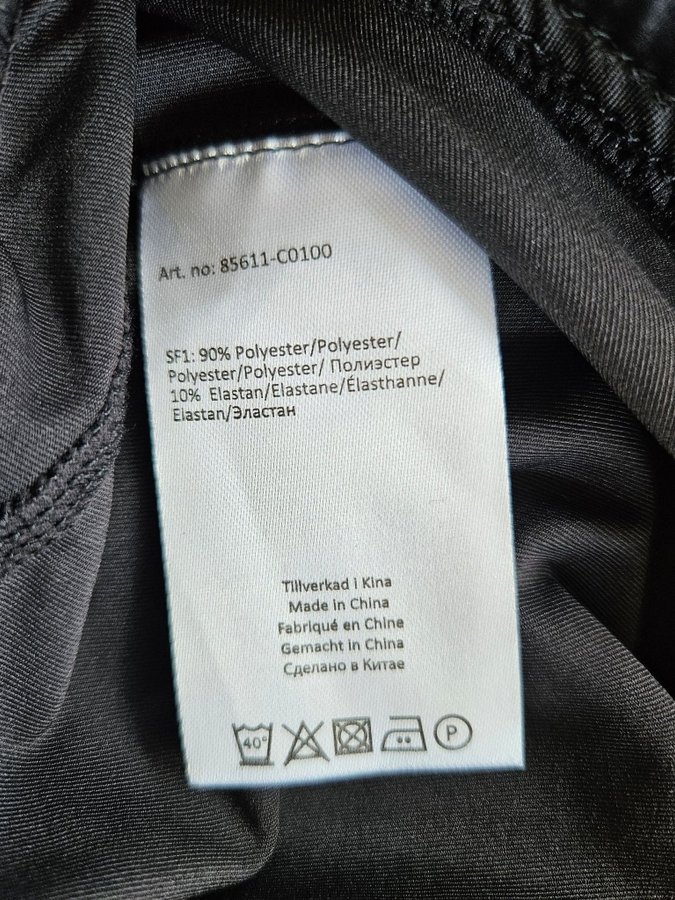 Art. no: 85611-C0100
SF1: 90% Polyester/Polyester/
Polyester/Polyester/ Полиэстер
10% Elastan/Elastane/Élasthanne/
Elastan/Эластан
Tillverkad i Kina
Made in China
Fabriqué en Chine
Gemacht in China
Сделано в Китае
40° P